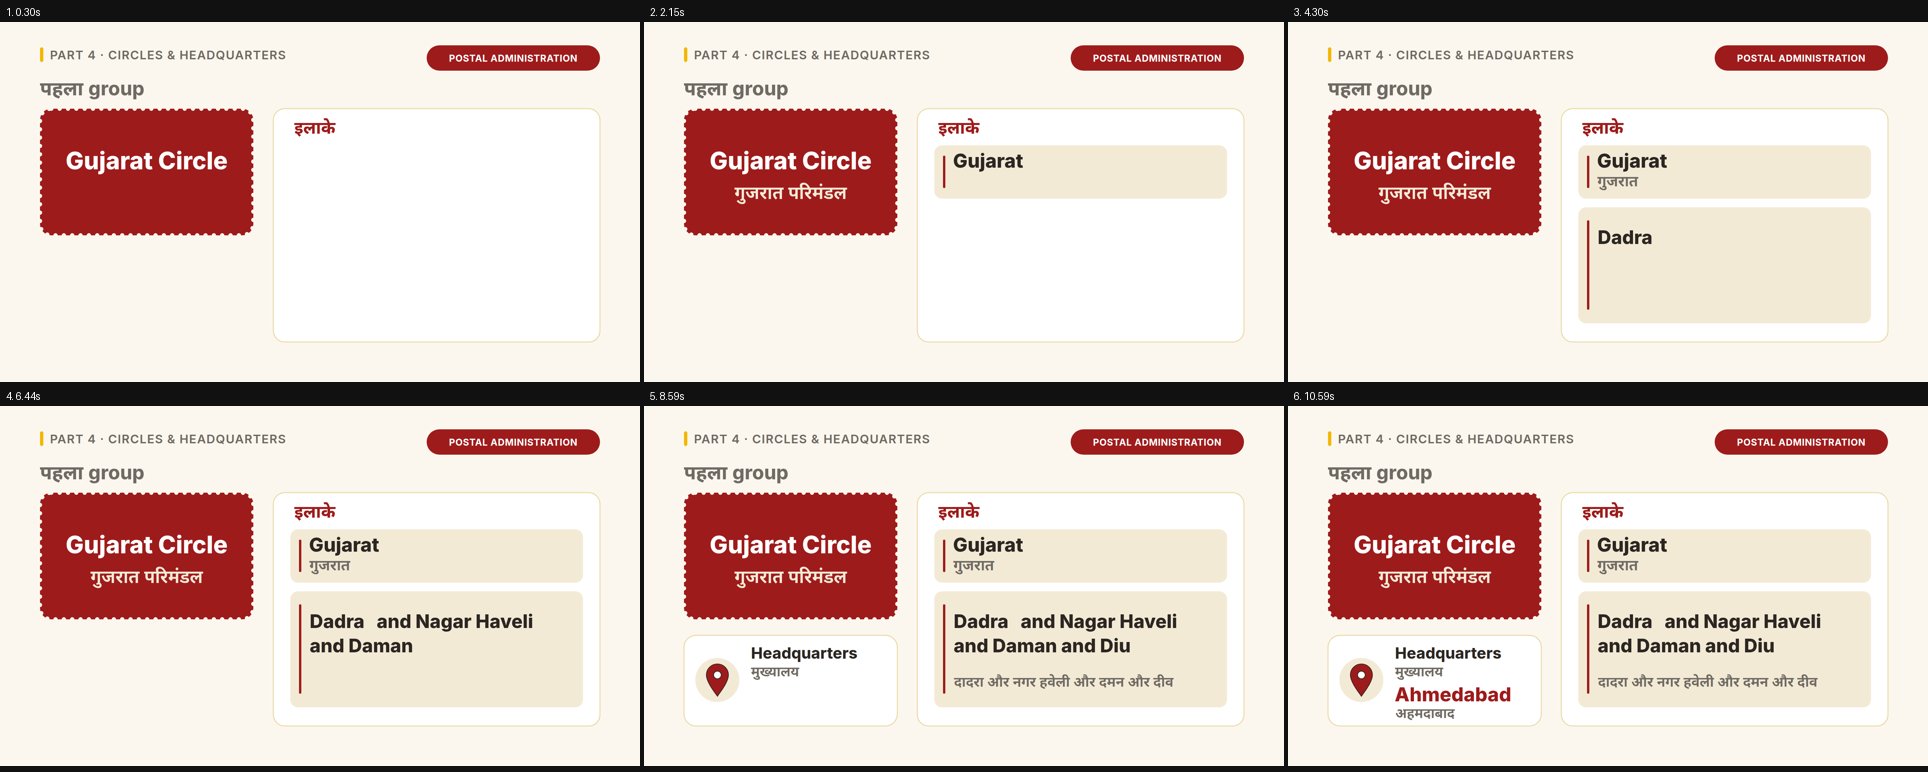 1. 0.30s
PART 4 · CIRCLES & HEADQUARTERS
POSTAL ADMINISTRATION
पहला group
Gujarat Circle
इलाके
2. 2.15s
PART 4 · CIRCLES & HEADQUARTERS
POSTAL ADMINISTRATION
पहला group
Gujarat Circle
गुजरात परिमंडल
इलाके
Gujarat
3. 4.30s
PART 4 · CIRCLES & HEADQUARTERS
POSTAL ADMINISTRATION
पहला group
Gujarat Circle
गुजरात परिमंडल
इलाके
Gujarat
गुजरात
Dadra
4. 6.44s
PART 4 · CIRCLES & HEADQUARTERS
POSTAL ADMINISTRATION
पहला group
Gujarat Circle
गुजरात परिमंडल
इलाके
Gujarat
गुजरात
Dadra and Nagar Haveli
and Daman
5. 8.59s
PART 4 · CIRCLES & HEADQUARTERS
POSTAL ADMINISTRATION
पहला group
Gujarat Circle
गुजरात परिमंडल
Headquarters
मुख्यालय
इलाके
Gujarat
गुजरात
Dadra and Nagar Haveli
and Daman and Diu
दादरा और नगर हवेली और दमन और दीव
6. 10.59s
PART 4 · CIRCLES & HEADQUARTERS
POSTAL ADMINISTRATION
पहला group
Gujarat Circle
गुजरात परिमंडल
Headquarters
मुख्यालय
Ahmedabad
अहमदाबाद
इलाके
Gujarat
गुजरात
Dadra and Nagar Haveli
and Daman and Diu
दादरा और नगर हवेली और दमन और दीव